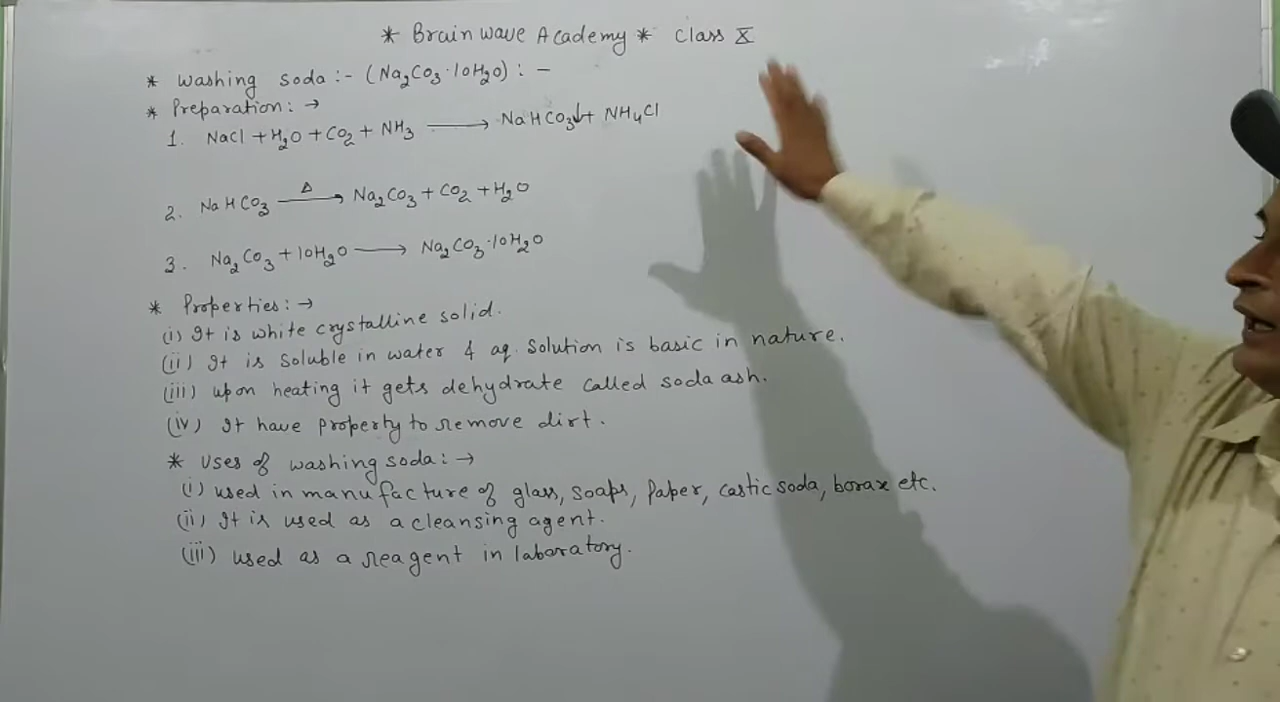 * Brainwave Academy * Class X
* Washing soda :- (Na₂CO₃·10H₂O) : -
* Preparation: →
1. NaCl + H₂O + CO₂ + NH₃ ⟶ NaHCO₃↓ + NH₄Cl
2. NaHCO₃ —Δ→ Na₂CO₃ + CO₂ + H₂O
3. Na₂CO₃ + 10H₂O ⟶ Na₂CO₃·10H₂O
* Properties: →
(i) It is white crystalline solid.
(ii) It is soluble in water & aq. solution is basic in nature.
(iii) upon heating it gets dehydrate called soda ash.
(iv) It have property to remove dirt.
* Uses of washing soda: →
(i) used in manufacture of glass, soaps, Paper, castic soda, borax etc.
(ii) It is used as a cleansing agent.
(iii) used as a reagent in laboratory.